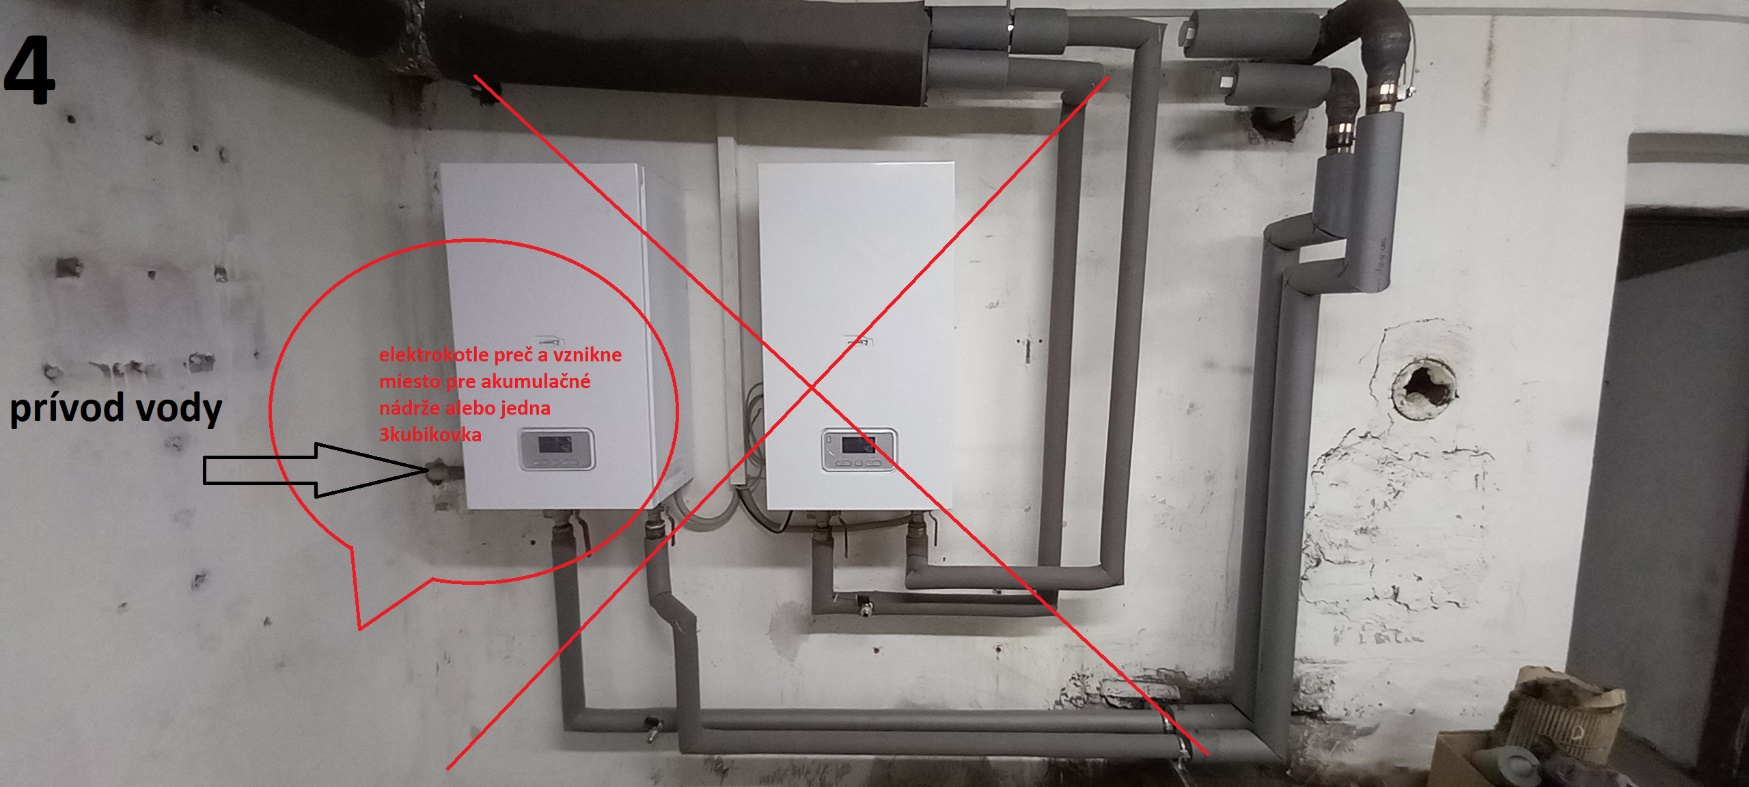 4
elektrokotle preč a vznikne
miesto pre akumulačné
nádrže alebo jedna
3kubikovka
prívod vody